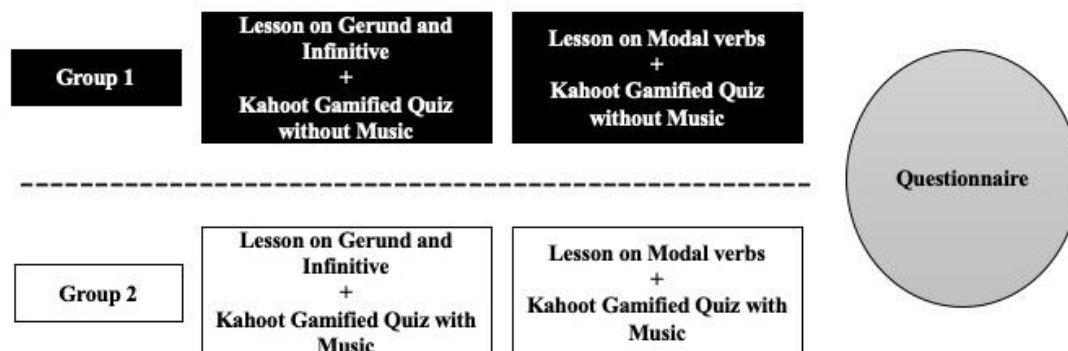 Group 1
Lesson on Gerund and
Infinitive
+
Kahoot Gamified Quiz
without Music
Lesson on Modal verbs
+
Kahoot Gamified Quiz
without Music
Questionnaire
Group 2
Lesson on Gerund and
Infinitive
+
Kahoot Gamified Quiz with
Music
Lesson on Modal verbs
+
Kahoot Gamified Quiz with
Music